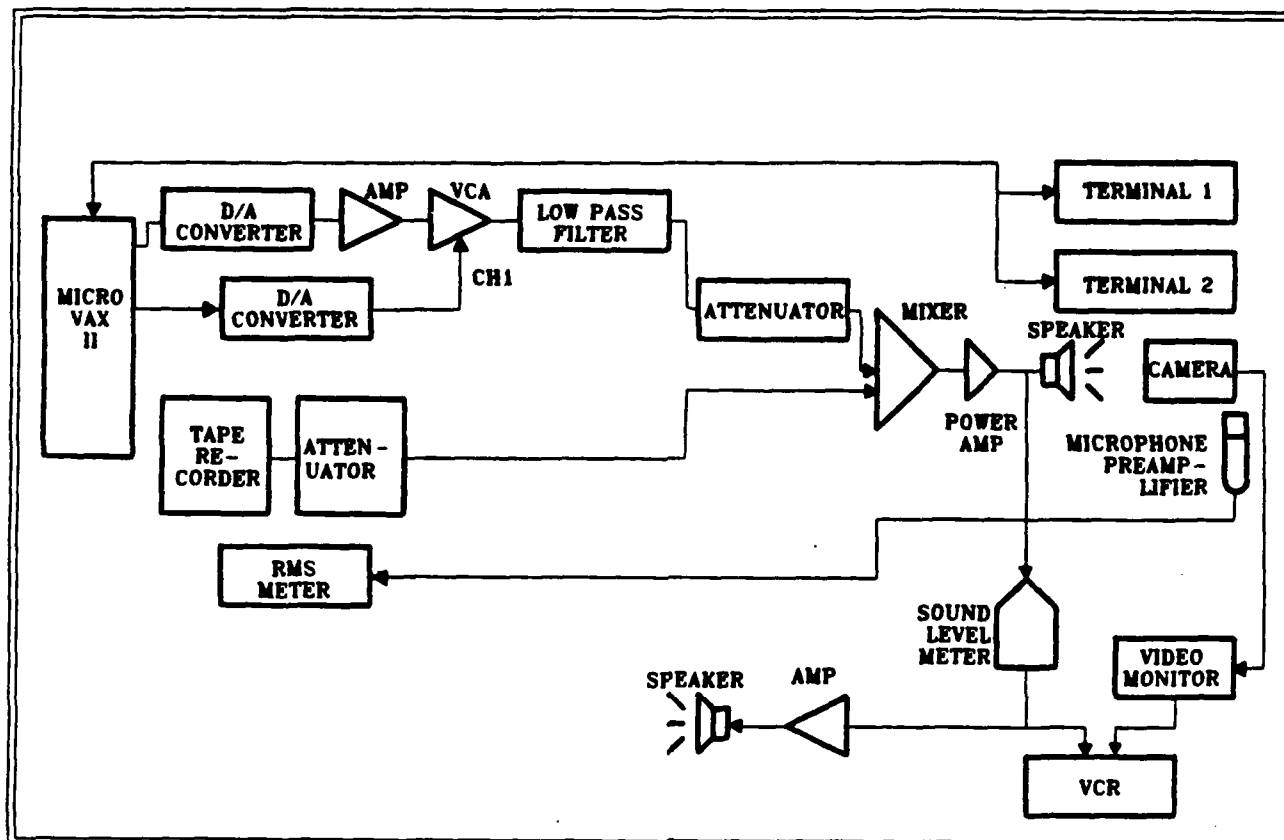 AMP
VCA
D/A
CONVERTER
LOW PASS
FILTER
TERMINAL 1
TERMINAL 2
MICRO
VAX
II
CH1
D/A
CONVERTER
ATTENUATOR
MIXER
SPEAKER
CAMERA
TAPE
RE-
CORDER
ATTEN-
UATOR
POWER
AMP
MICROPHONE
PREAMP-
LIFIER
RMS
METER
SOUND
LEVEL
METER
VIDEO
MONITOR
SPEAKER
AMP
VCR